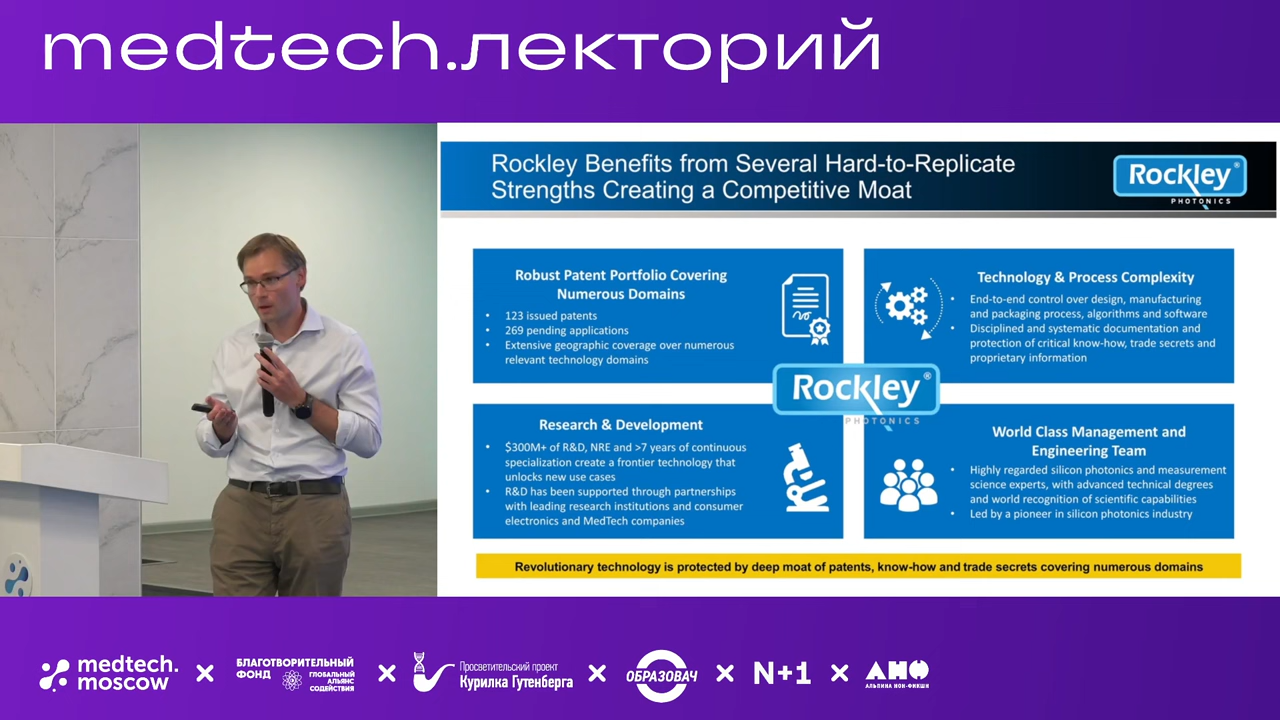 medtech.лекторий
Rockley Benefits from Several Hard-to-Replicate
Strengths Creating a Competitive Moat
Rockley®
PHOTONICS
Robust Patent Portfolio Covering
Numerous Domains
• 123 issued patents
• 269 pending applications
• Extensive geographic coverage over numerous
relevant technology domains
Technology & Process Complexity
• End-to-end control over design, manufacturing
and packaging process, algorithms and software
• Disciplined and systematic documentation and
protection of critical know-how, trade secrets and
proprietary information
Rockley®
PHOTONICS
Research & Development
• $300M+ of R&D, NRE and >7 years of continuous
specialization create a frontier technology that
unlocks new use cases
• R&D has been supported through partnerships
with leading research institutions and consumer
electronics and MedTech companies
World Class Management and
Engineering Team
• Highly regarded silicon photonics and measurement
science experts, with advanced technical degrees
and world recognition of scientific capabilities
• Led by a pioneer in silicon photonics industry
Revolutionary technology is protected by deep moat of patents, know-how and trade secrets covering numerous domains
medtech.
moscow
БЛАГОТВОРИТЕЛЬНЫЙ
ФОНД
ГЛОБАЛЬНЫЙ
АЛЬЯНС
СОДЕЙСТВИЯ
Просветительский проект
Курилка Гутенберга
ОБРАЗОВАЧ
N+1
АНФ
АЛЬПИНА НОН-ФИКШН